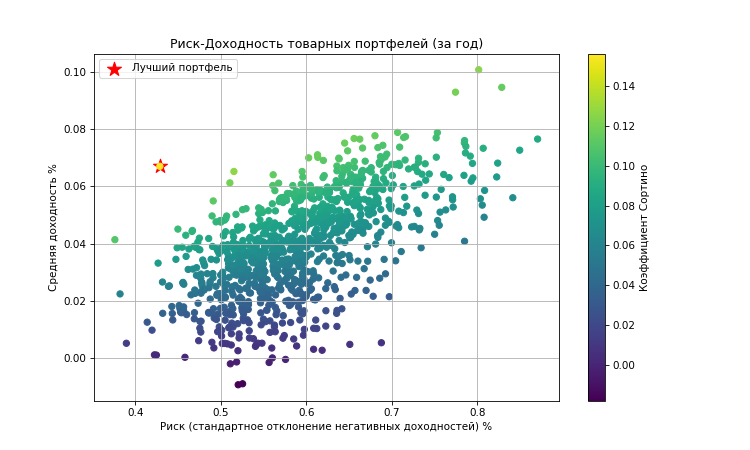 Риск-Доходность товарных портфелей (за год)
Лучший портфель
Средняя доходность %
0.10
0.08
0.06
0.04
0.02
0.00
0.4 0.5 0.6 0.7 0.8
Риск (стандартное отклонение негативных доходностей) %
0.14
0.12
0.10
0.08
0.06
0.04
0.02
0.00
Коэффициент Сортино